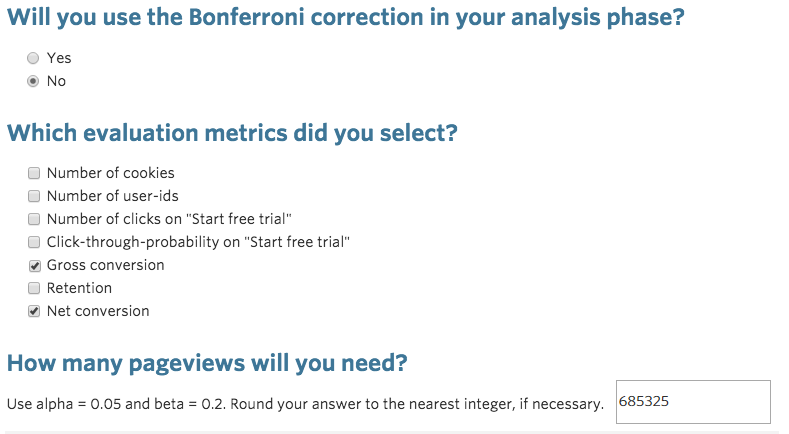 Will you use the Bonferroni correction in your analysis phase?
Yes
No
Which evaluation metrics did you select?
Number of cookies
Number of user-ids
Number of clicks on "Start free trial"
Click-through-probability on "Start free trial"
Gross conversion
Retention
Net conversion
How many pageviews will you need?
Use alpha = 0.05 and beta = 0.2. Round your answer to the nearest integer, if necessary. 685325